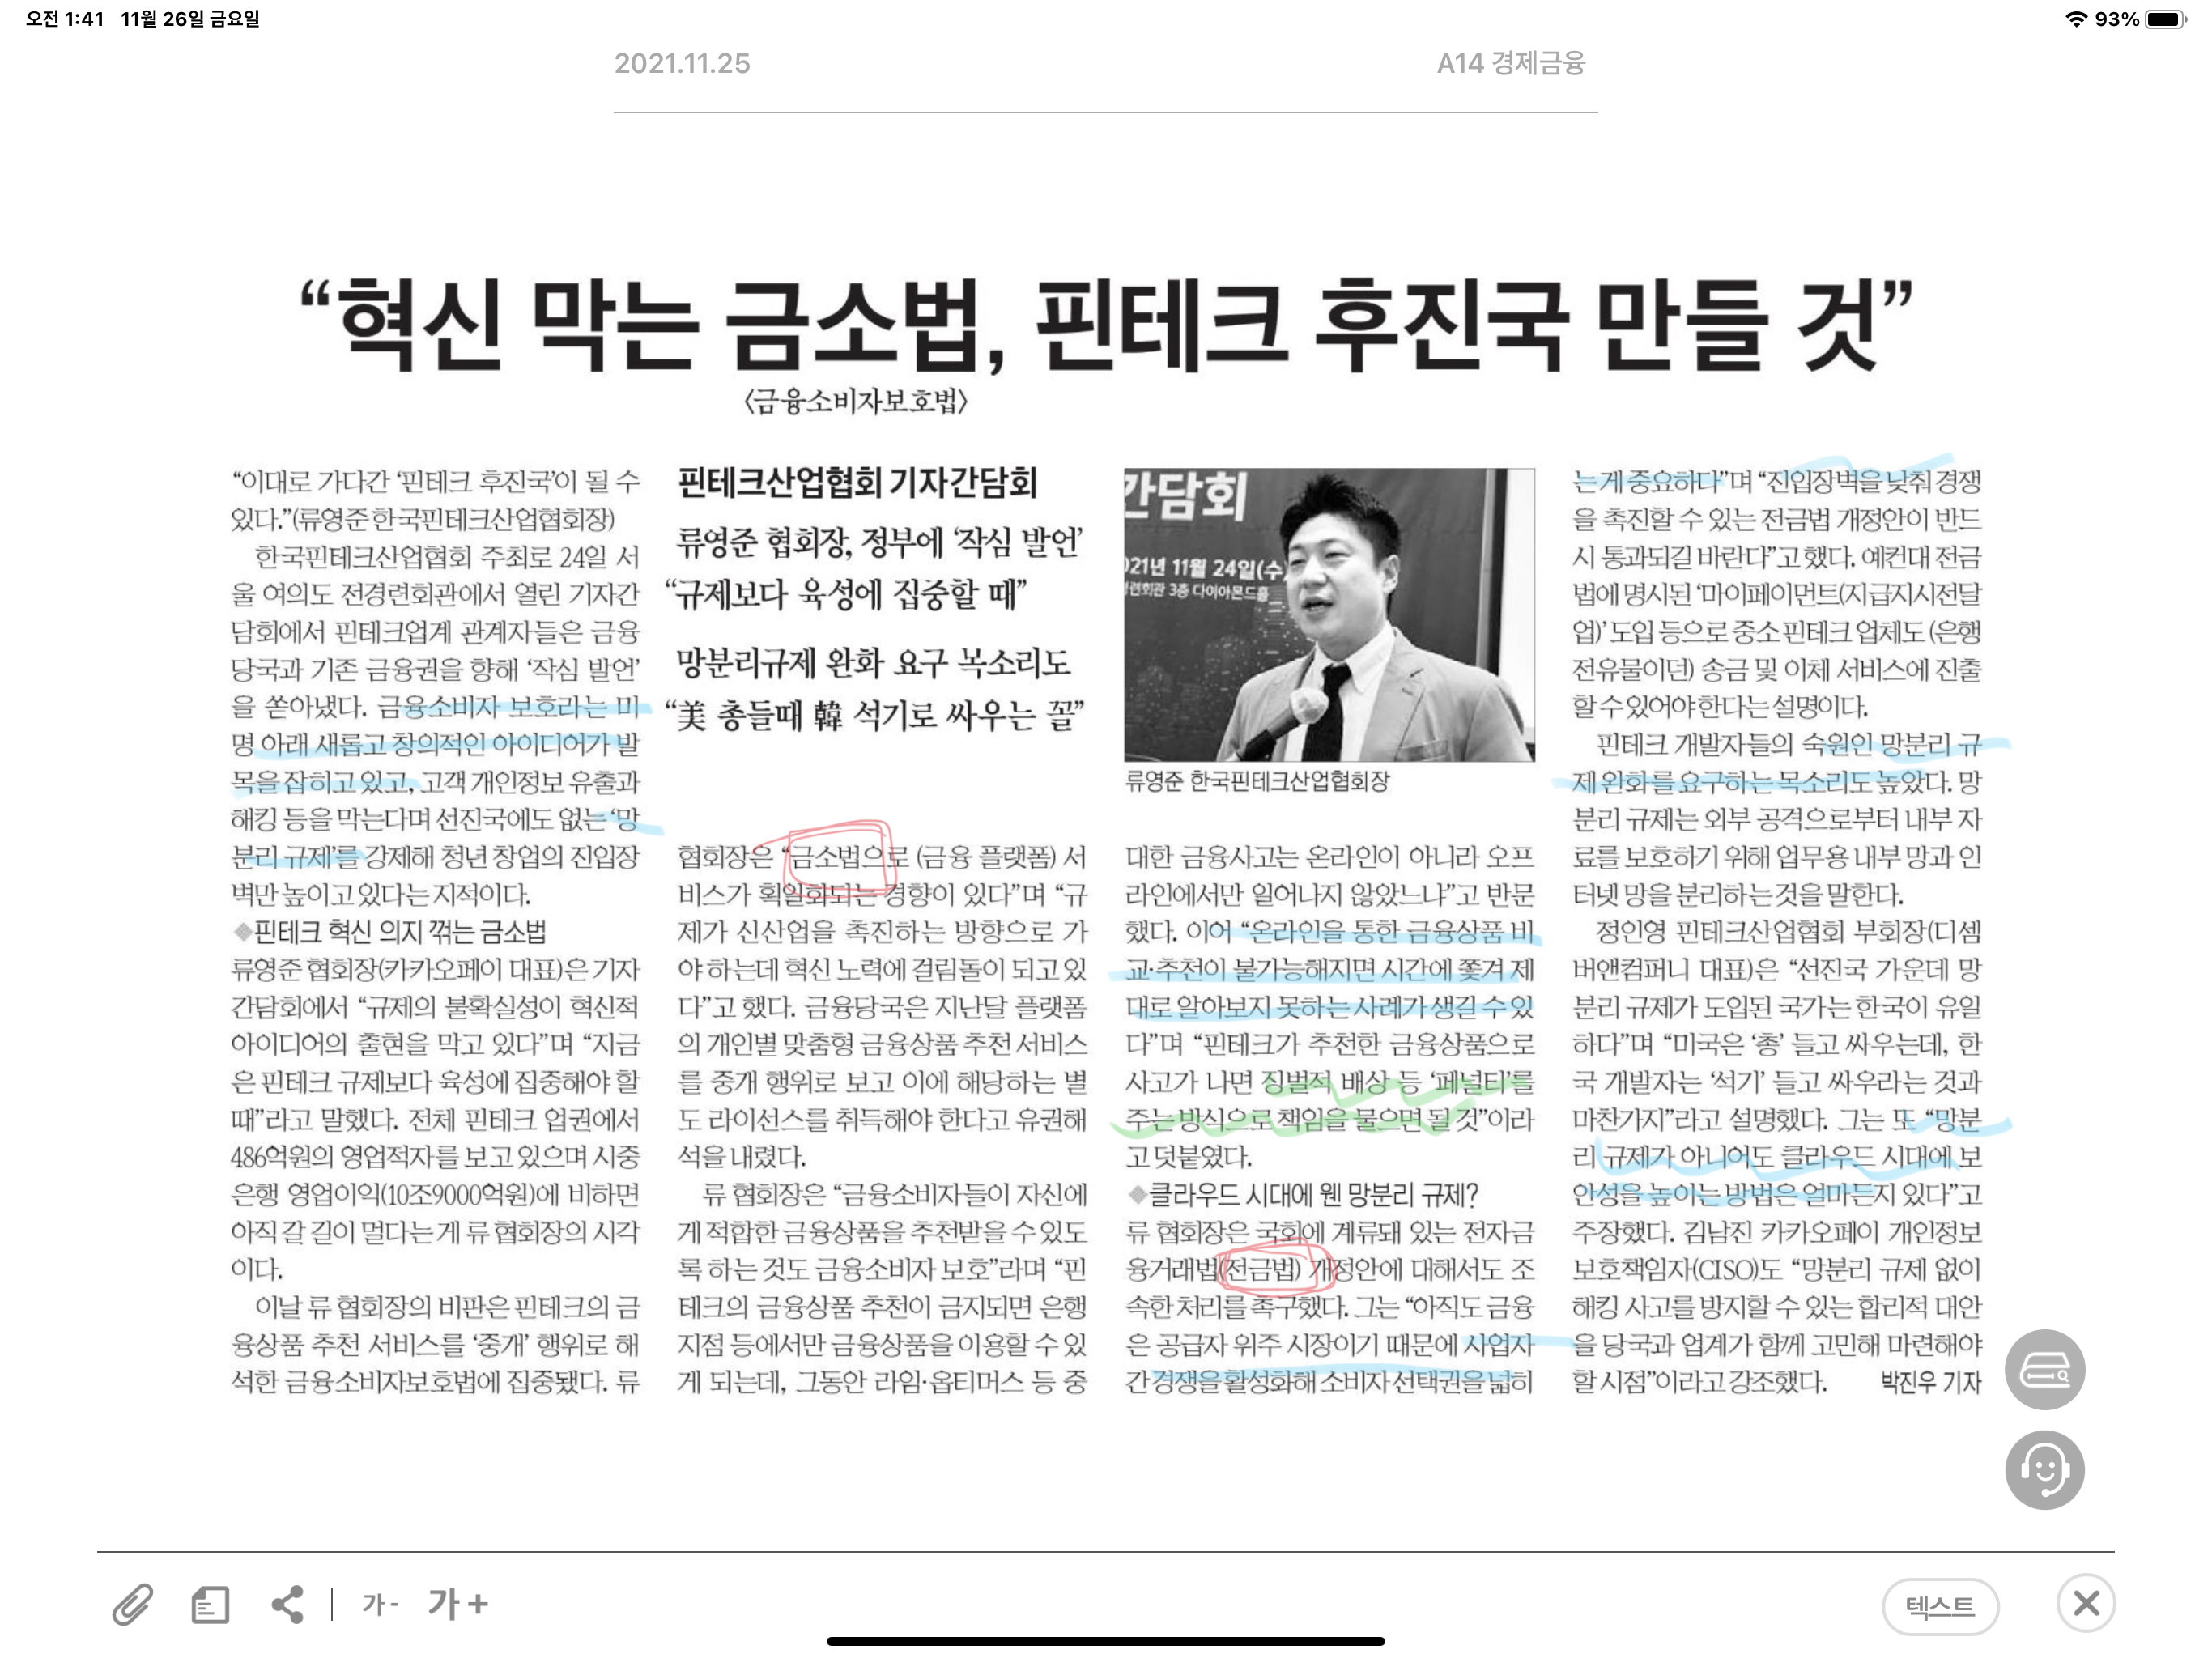 오전 1:41 11월 26일 금요일
93%
2021.11.25
A14 경제금융
“혁신 막는 금소법, 핀테크 후진국 만들 것”
〈금융소비자보호법〉
“이대로 가다간 ‘핀테크 후진국’이 될 수
있다.”(류영준 한국핀테크산업협회장)
한국핀테크산업협회 주최로 24일 서
울 여의도 전경련회관에서 열린 기자간
담회에서 핀테크업계 관계자들은 금융
당국과 기존 금융권을 향해 ‘작심 발언’
을 쏟아냈다. 금융소비자 보호라는 미
명 아래 새롭고 창의적인 아이디어가 발
목을 잡히고 있고, 고객 개인정보 유출과
해킹 등을 막는다며 선진국에도 없는 ‘망
분리 규제’를 강제해 청년 창업의 진입장
벽만 높이고 있다는 지적이다.
◆핀테크 혁신 의지 꺾는 금소법
류영준 협회장(카카오페이 대표)은 기자
간담회에서 “규제의 불확실성이 혁신적
아이디어의 출현을 막고 있다”며 “지금
은 핀테크 규제보다 육성에 집중해야 할
때”라고 말했다. 전체 핀테크 업권에서
486억원의 영업적자를 보고 있으며 시중
은행 영업이익(10조9000억원)에 비하면
아직 갈 길이 멀다는 게 류 협회장의 시각
이다.
이날 류 협회장의 비판은 핀테크의 금
융상품 추천 서비스를 ‘중개’ 행위로 해
석한 금융소비자보호법에 집중됐다. 류
핀테크산업협회 기자간담회
류영준 협회장, 정부에 ‘작심 발언’
“규제보다 육성에 집중할 때”
망분리규제 완화 요구 목소리도
“美 총들때 韓 석기로 싸우는 꼴”
협회장은 “금소법으로 (금융 플랫폼) 서
비스가 획일화되는 경향이 있다”며 “규
제가 신산업을 촉진하는 방향으로 가
야 하는데 혁신 노력에 걸림돌이 되고 있
다”고 했다. 금융당국은 지난달 플랫폼
의 개인별 맞춤형 금융상품 추천 서비스
를 중개 행위로 보고 이에 해당하는 별
도 라이선스를 취득해야 한다고 유권해
석을 내렸다.
류 협회장은 “금융소비자들이 자신에
게 적합한 금융상품을 추천받을 수 있도
록 하는 것도 금융소비자 보호”라며 “핀
테크의 금융상품 추천이 금지되면 은행
지점 등에서만 금융상품을 이용할 수 있
게 되는데, 그동안 라임·옵티머스 등 중
간담회
021년 11월 24일(수
련회관 3층 다이아몬드홀
류영준 한국핀테크산업협회장
대한 금융사고는 온라인이 아니라 오프
라인에서만 일어나지 않았느냐”고 반문
했다. 이어 “온라인을 통한 금융상품 비
교·추천이 불가능해지면 시간에 쫓겨 제
대로 알아보지 못하는 사례가 생길 수 있
다”며 “핀테크가 추천한 금융상품으로
사고가 나면 징벌적 배상 등 ‘페널티’를
주는 방식으로 책임을 물으면 될 것”이라
고 덧붙였다.
◆클라우드 시대에 웬 망분리 규제?
류 협회장은 국회에 계류돼 있는 전자금
융거래법(전금법) 개정안에 대해서도 조
속한 처리를 촉구했다. 그는 “아직도 금융
은 공급자 위주 시장이기 때문에 사업자
간 경쟁을 활성화해 소비자 선택권을 넓히
는 게 중요하다”며 “진입장벽을 낮춰 경쟁
을 촉진할 수 있는 전금법 개정안이 반드
시 통과되길 바란다”고 했다. 예컨대 전금
법에 명시된 ‘마이페이먼트(지급지시전달
업)’ 도입 등으로 중소 핀테크 업체도 (은행
전유물이던) 송금 및 이체 서비스에 진출
할 수 있어야 한다는 설명이다.
핀테크 개발자들의 숙원인 망분리 규
제 완화를 요구하는 목소리도 높았다. 망
분리 규제는 외부 공격으로부터 내부 자
료를 보호하기 위해 업무용 내부 망과 인
터넷 망을 분리하는 것을 말한다.
정인영 핀테크산업협회 부회장(디셈
버앤컴퍼니 대표)은 “선진국 가운데 망
분리 규제가 도입된 국가는 한국이 유일
하다”며 “미국은 ‘총’ 들고 싸우는데, 한
국 개발자는 ‘석기’ 들고 싸우라는 것과
마찬가지”라고 설명했다. 그는 또 “망분
리 규제가 아니어도 클라우드 시대에 보
안성을 높이는 방법은 얼마든지 있다”고
주장했다. 김남진 카카오페이 개인정보
보호책임자(CISO)도 “망분리 규제 없이
해킹 사고를 방지할 수 있는 합리적 대안
을 당국과 업계가 함께 고민해 마련해야
할 시점”이라고 강조했다. 박진우 기자
가- 가+
텍스트